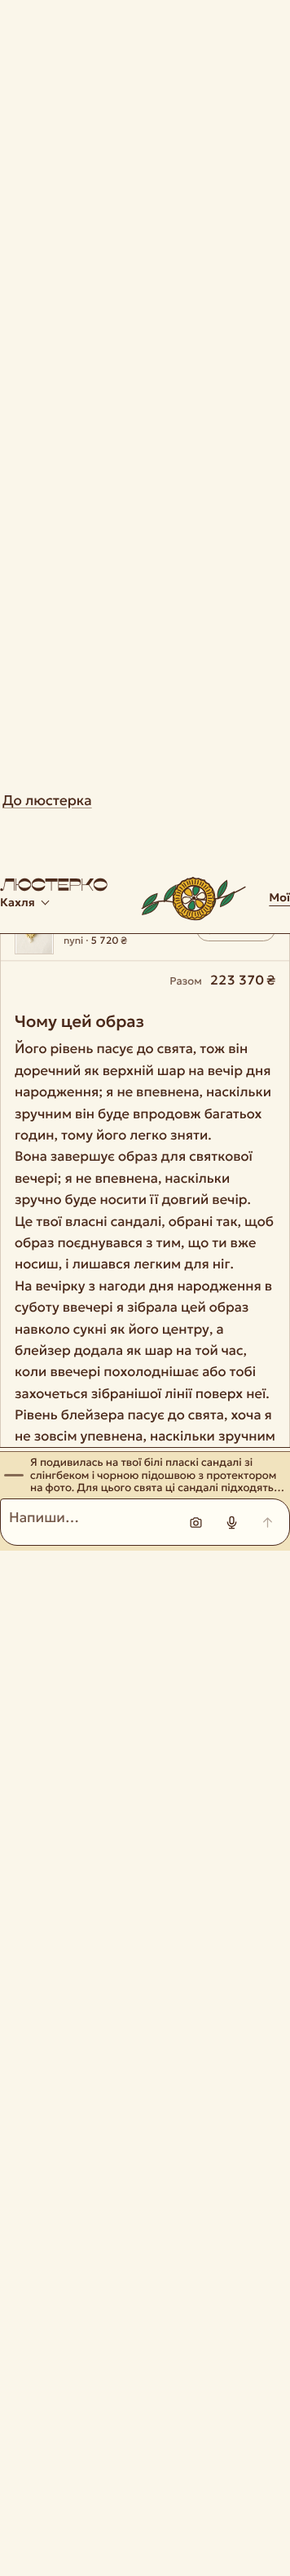 До люстерка
ЛЮСТЕРКО
Кахля
Мої
пупі · 5 720 ₴
Разом 223 370 ₴
Чому цей образ
Його рівень пасує до свята, тож він
доречний як верхній шар на вечір дня
народження; я не впевнена, наскільки
зручним він буде впродовж багатьох
годин, тому його легко зняти.
Вона завершує образ для святкової
вечері; я не впевнена, наскільки
зручно буде носити її довгий вечір.
Це твої власні сандалі, обрані так, щоб
образ поєднувався з тим, що ти вже
носиш, і лишався легким для ніг.
На вечірку з нагоди дня народження в
суботу ввечері я зібрала цей образ
навколо сукні як його центру, а
блейзер додала як шар на той час,
коли ввечері похолоднішає або тобі
захочеться зібранішої лінії поверх неї.
Рівень блейзера пасує до свята, хоча я
не зовсім упевнена, наскільки зручним
Я подивилась на твої білі пласкі сандалі зі
слінгбеком і чорною підошвою з протектором
на фото. Для цього свята ці сандалі підходять…
Напиши…